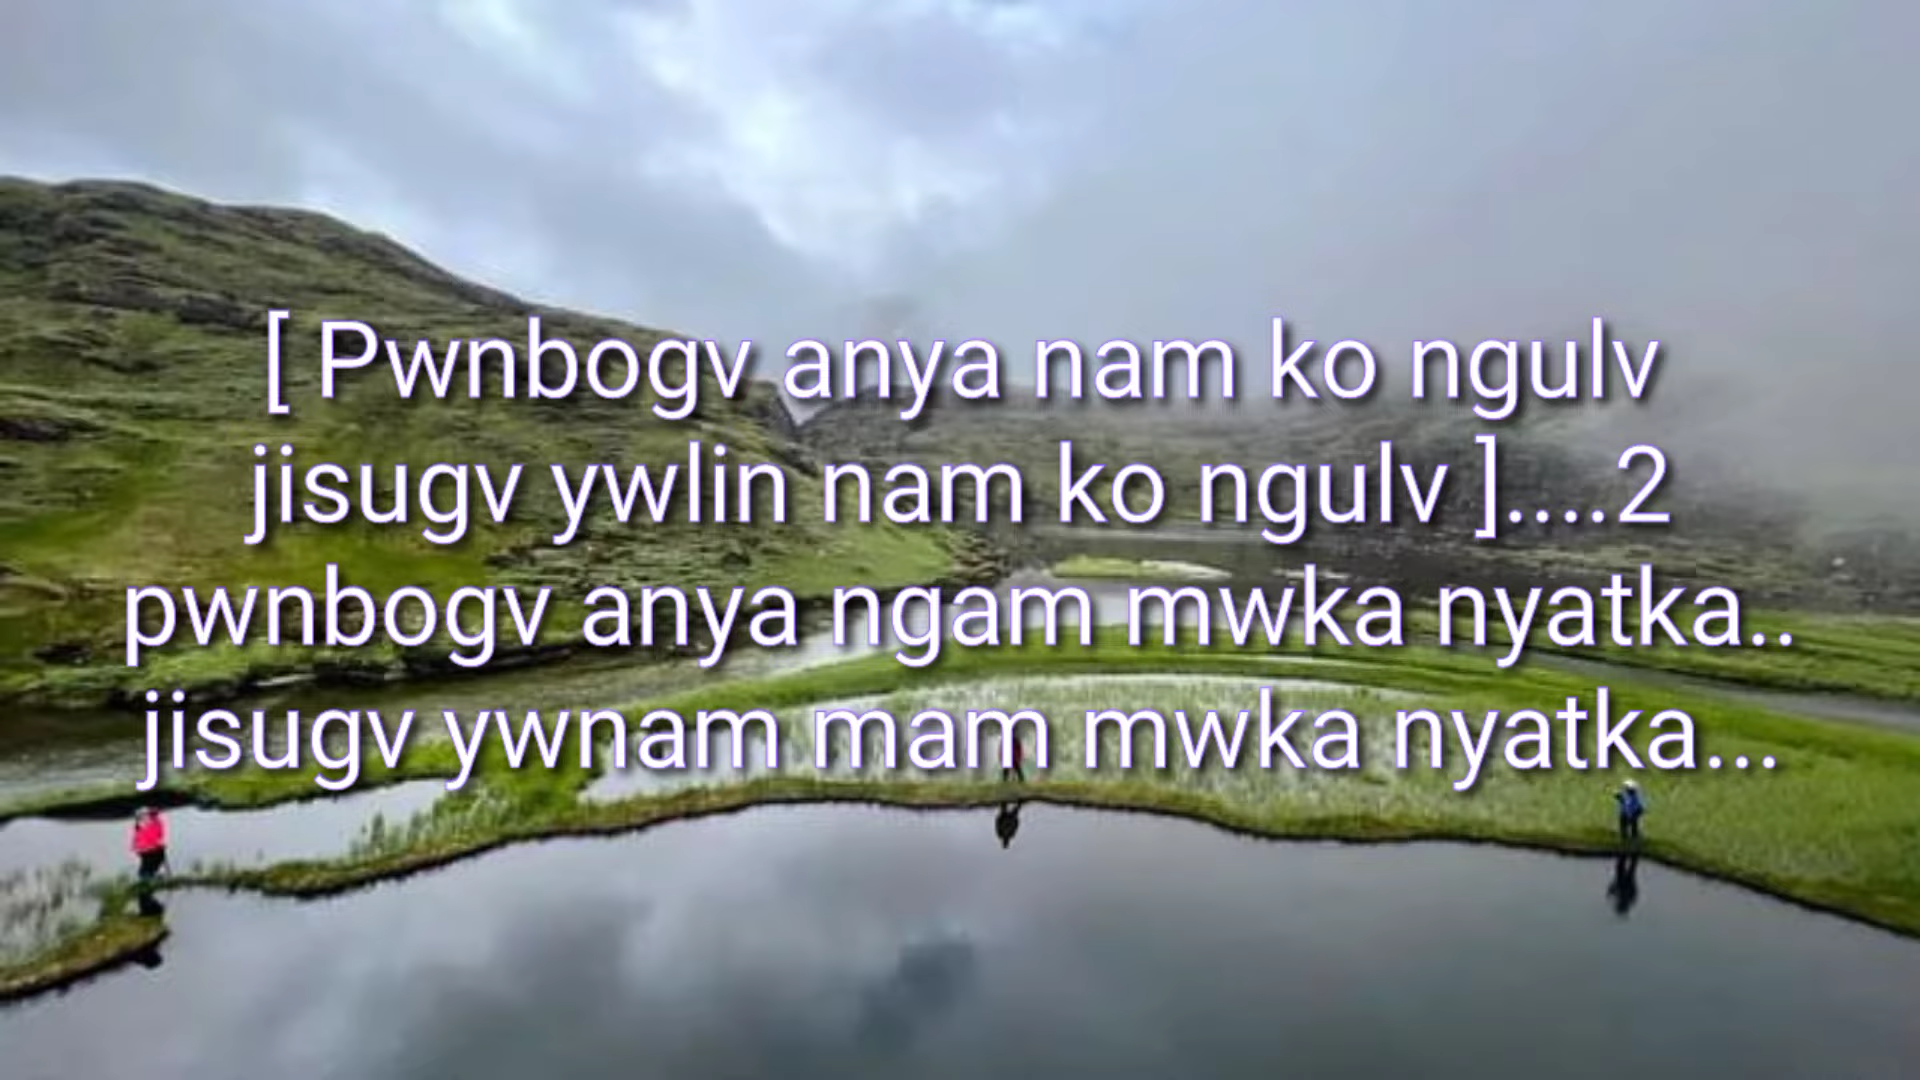 [ Pwnbogv anya nam ko ngulv
jisugv ywlin nam ko ngulv ]....2
pwnbogv anya ngam mwka nyatka..
jisugv ywnam mam mwka nyatka...